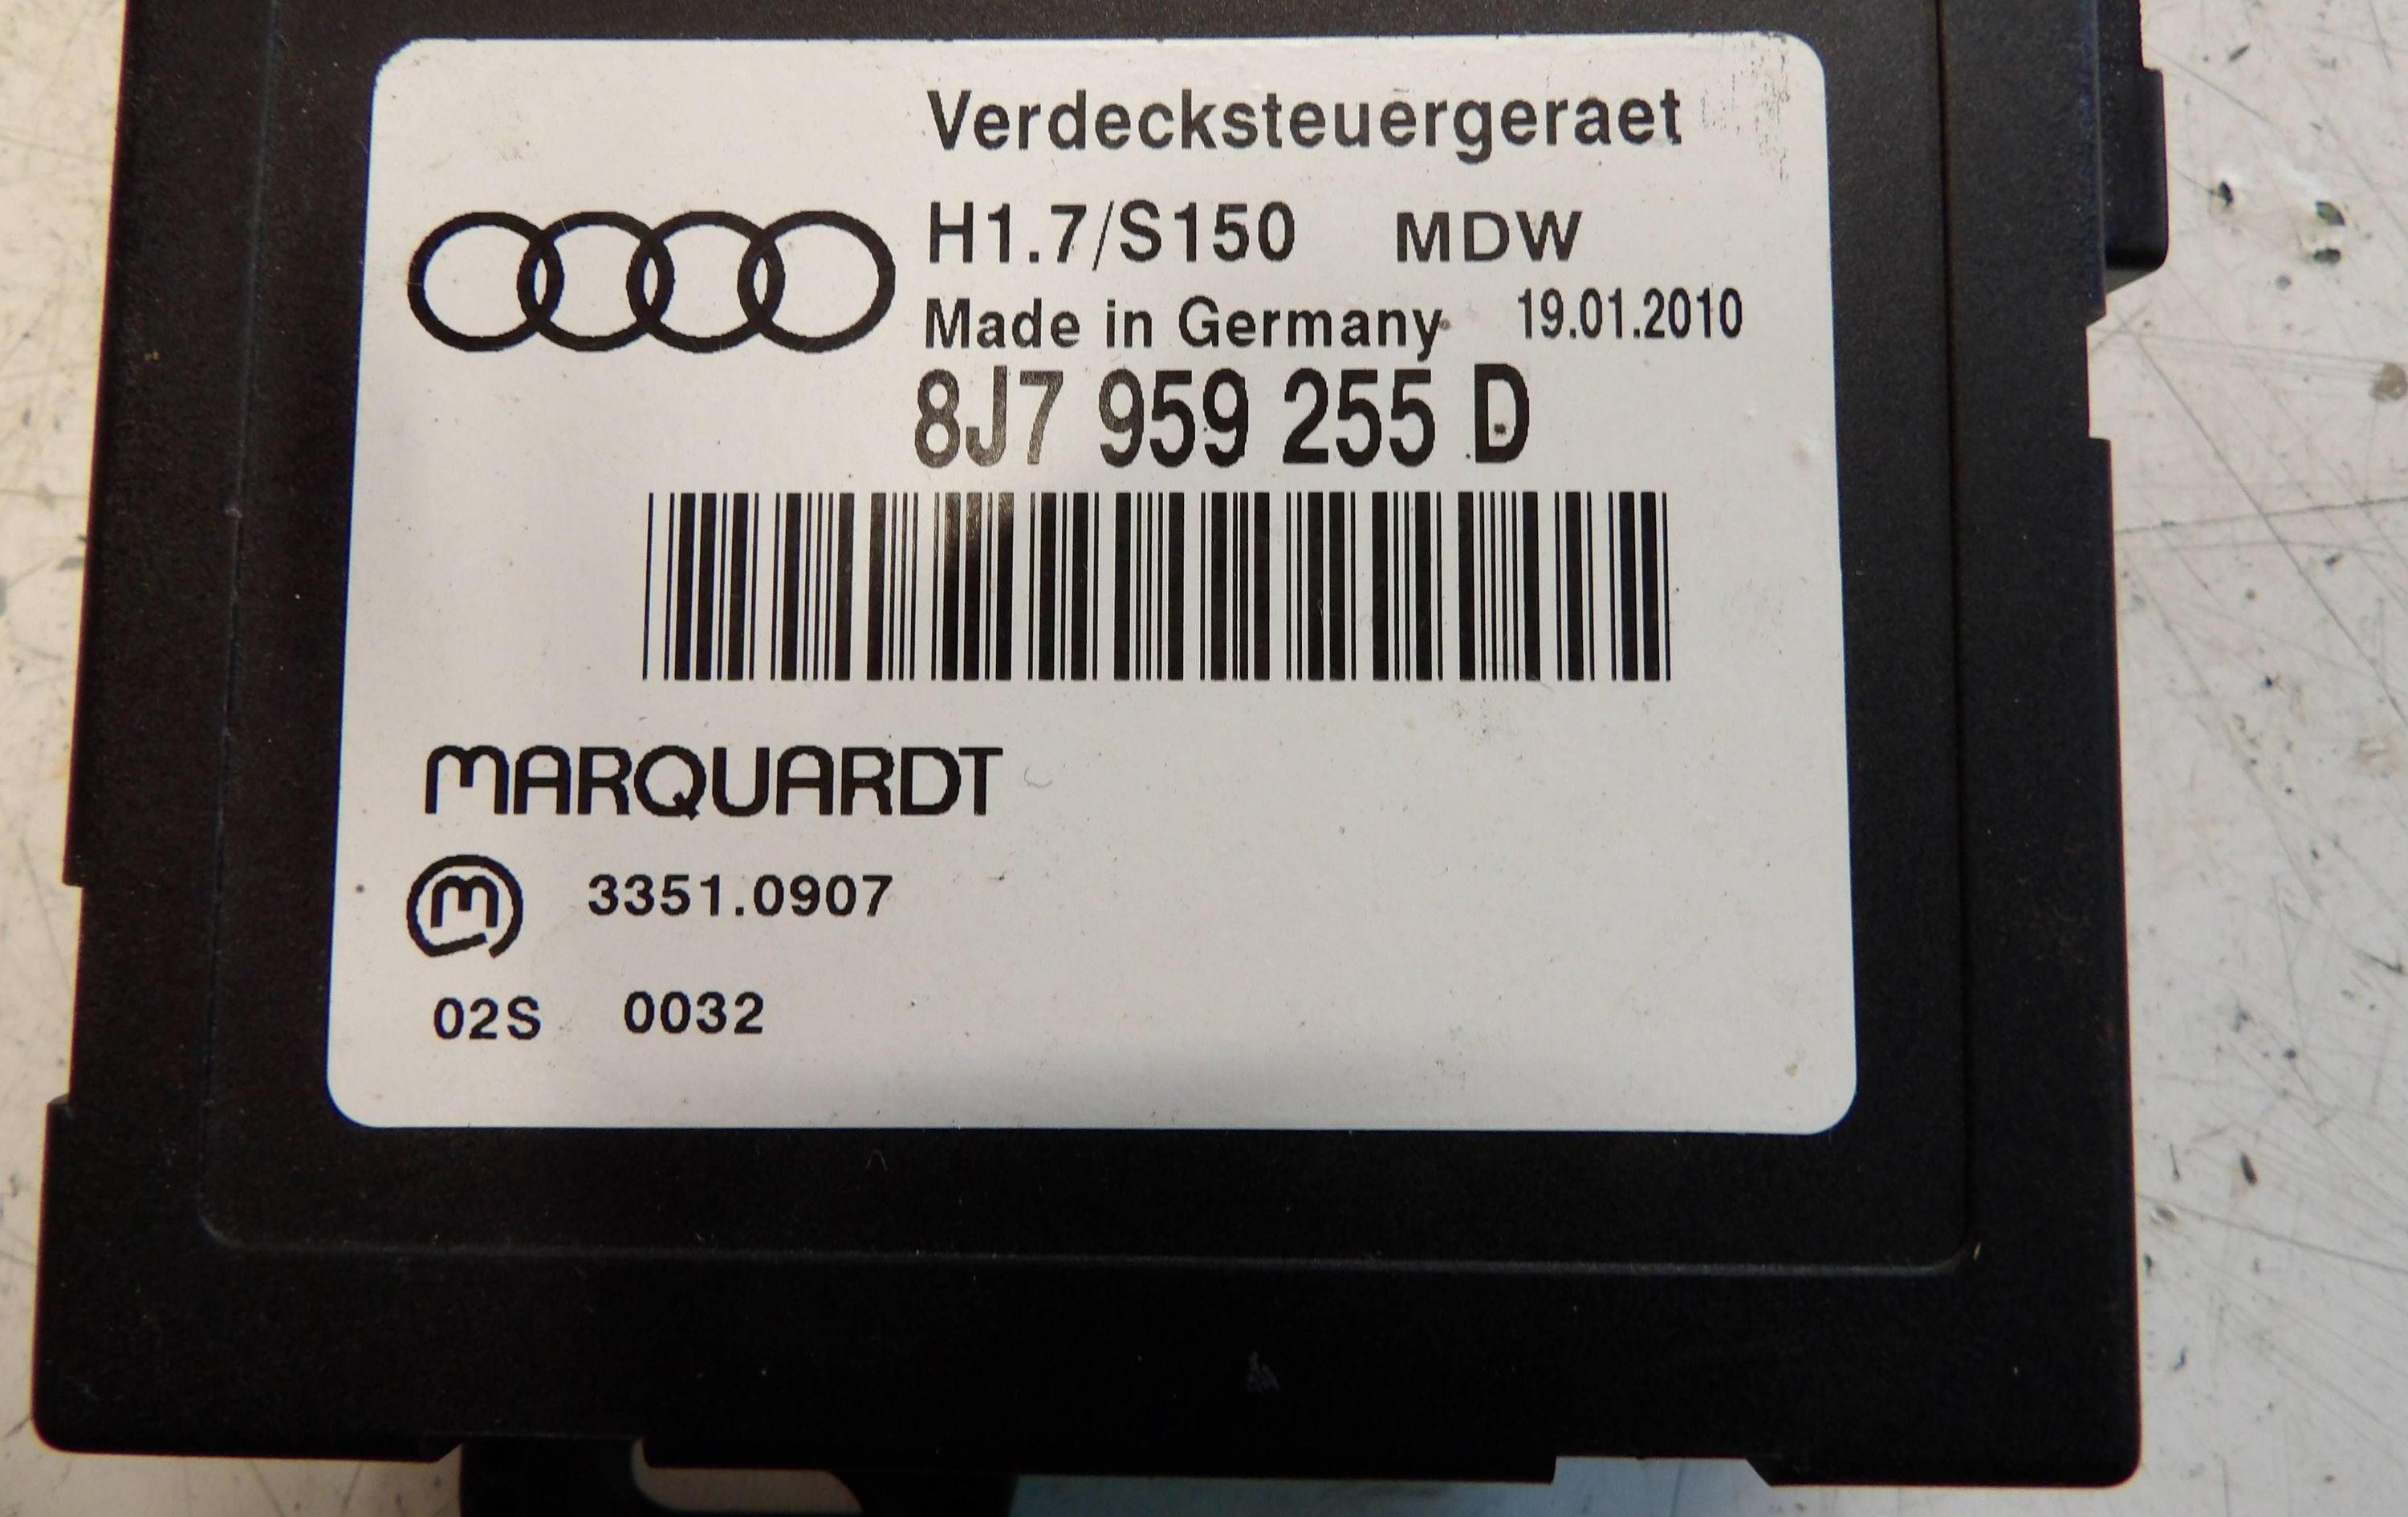 Verdecksteuergeraet
H1.7/S150 MDW
Made in Germany 19.01.2010
8J7 959 255 D
MARQUARDT
m 3351.0907
02S 0032